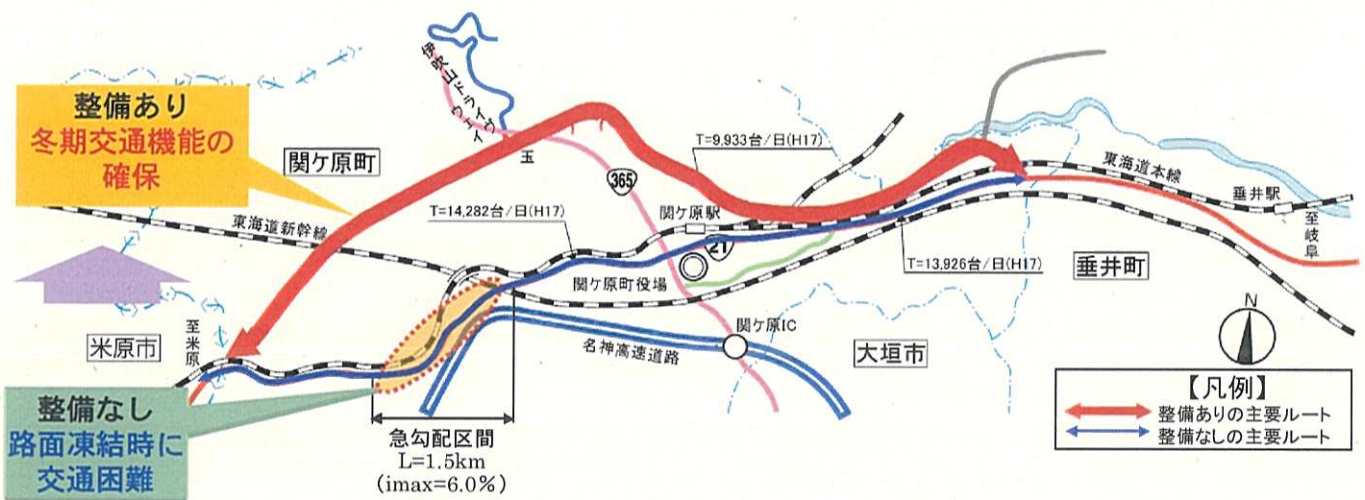 整備あり
冬期交通機能の
確保
関ケ原町
伊吹山ドライヴウェイ
玉
365
T=9,933台/日(H17)
東海道本線
垂井駅
至岐阜
東海道新幹線
T=14,282台/日(H17)
関ケ原駅
21
関ケ原町役場
T=13,926台/日(H17)
垂井町
米原市
至米原
名神高速道路
関ケ原IC
大垣市
N
整備なし
路面凍結時に
交通困難
急勾配区間
L=1.5km
(imax=6.0%)
【凡例】
整備ありの主要ルート
整備なしの主要ルート